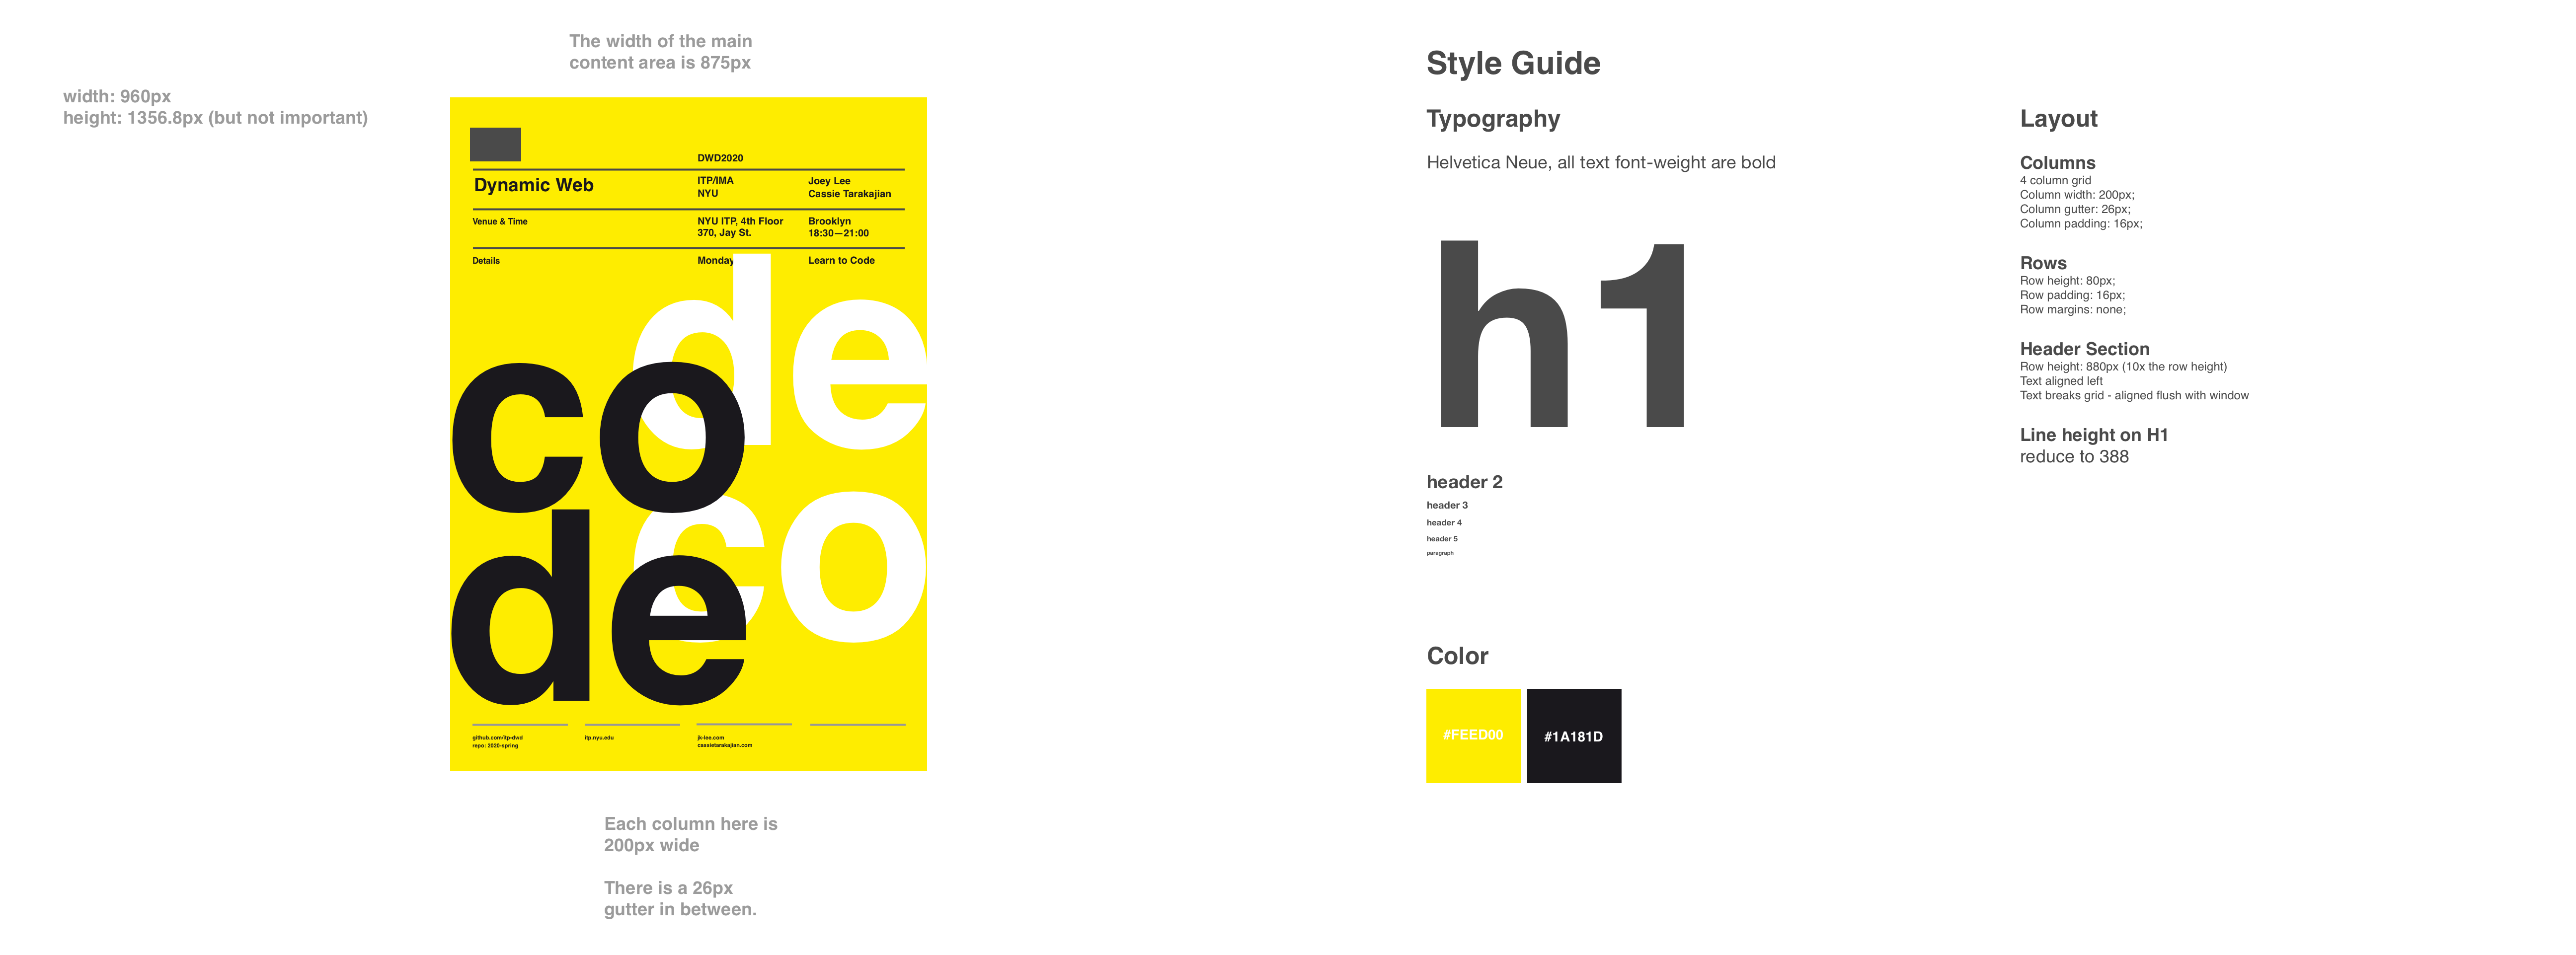 The width of the main
content area is 875px
width: 960px
height: 1356.8px (but not important)
DWD2020
Dynamic Web
ITP/IMA
NYU
Joey Lee
Cassie Tarakajian
Venue & Time
NYU ITP, 4th Floor
370, Jay St.
Brooklyn
18:30—21:00
Details
Monday
Learn to Code
de
co
co
de
github.com/itp-dwd
repo: 2020-spring
itp.nyu.edu
jk-lee.com
cassietarakajian.com
Each column here is
200px wide
There is a 26px
gutter in between.
Style Guide
Typography
Helvetica Neue, all text font-weight are bold
h1
header 2
header 3
header 4
header 5
paragraph
Color
#FEED00
#1A181D
Layout
Columns
4 column grid
Column width: 200px;
Column gutter: 26px;
Column padding: 16px;
Rows
Row height: 80px;
Row padding: 16px;
Row margins: none;
Header Section
Row height: 880px (10x the row height)
Text aligned left
Text breaks grid - aligned flush with window
Line height on H1
reduce to 388